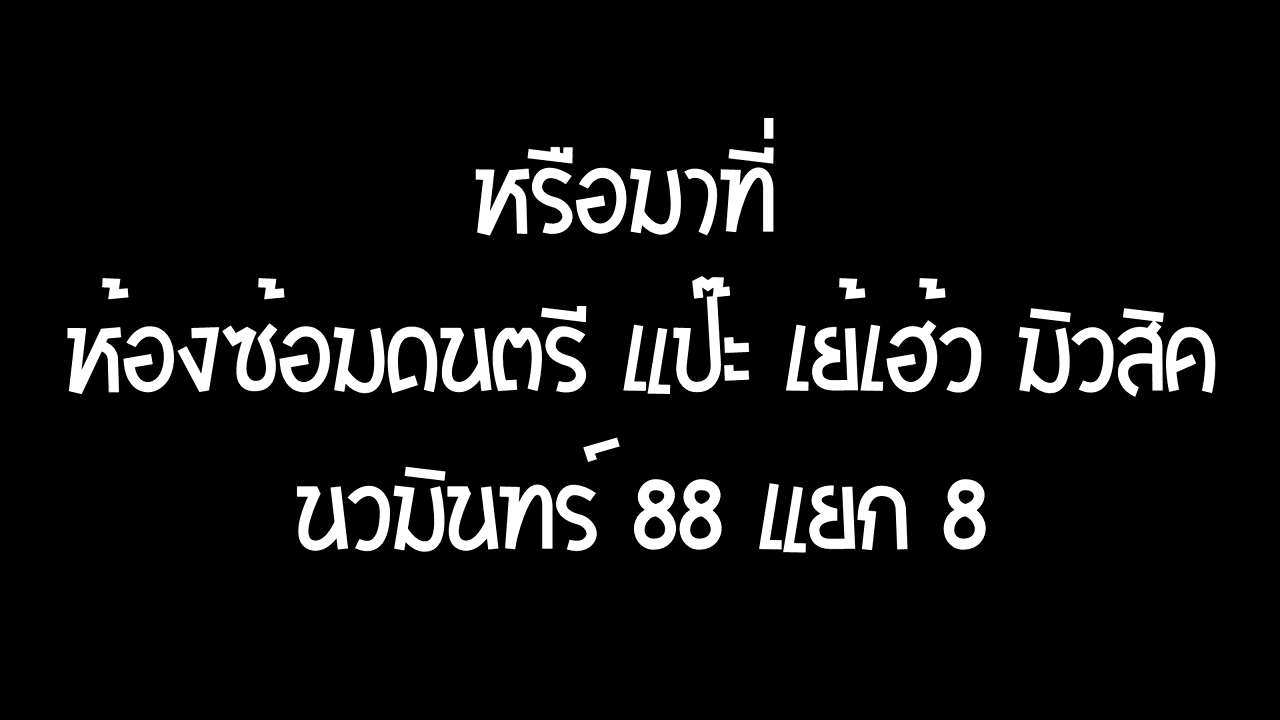 หรือมาที่
ห้องซ้อมดนตรี แป๊ะ เย้เฮ้ว มิวสิค
นวมินทร์ 88 แยก 8